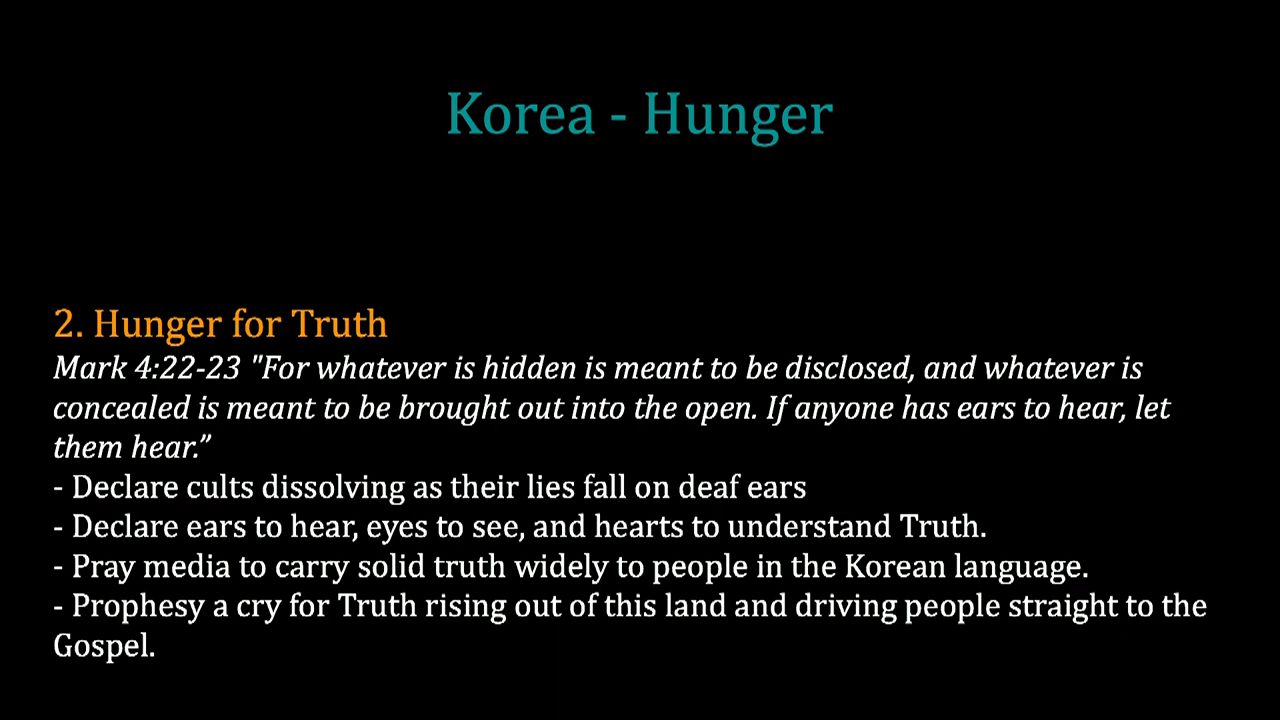 Korea - Hunger
2. Hunger for Truth
Mark 4:22-23 "For whatever is hidden is meant to be disclosed, and whatever is
concealed is meant to be brought out into the open. If anyone has ears to hear, let
them hear.”
- Declare cults dissolving as their lies fall on deaf ears
- Declare ears to hear, eyes to see, and hearts to understand Truth.
- Pray media to carry solid truth widely to people in the Korean language.
- Prophesy a cry for Truth rising out of this land and driving people straight to the
Gospel.